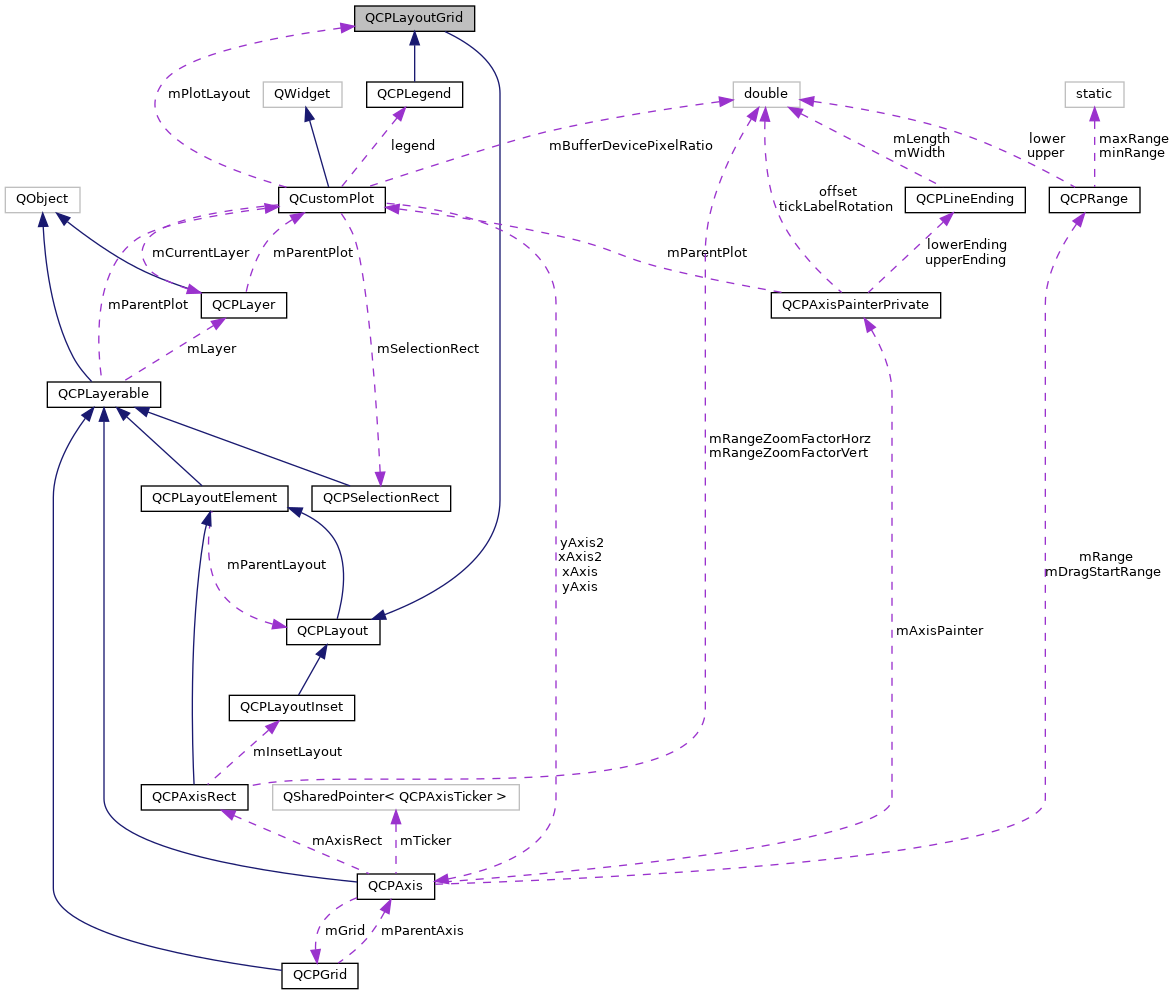 QCPLayoutGrid
mPlotLayout
QWidget
QCPLegend
double
static
legend
mBufferDevicePixelRatio
mLength
mWidth
lower
upper
maxRange
minRange
QObject
QCustomPlot
offset
tickLabelRotation
QCPLineEnding
QCPRange
mCurrentLayer
mParentPlot
mParentPlot
lowerEnding
upperEnding
mParentPlot
QCPLayer
QCPAxisPainterPrivate
mLayer
mSelectionRect
QCPLayerable
mRangeZoomFactorHorz
mRangeZoomFactorVert
QCPLayoutElement
QCPSelectionRect
mParentLayout
yAxis2
xAxis2
xAxis
yAxis
mRange
mDragStartRange
QCPLayout
mAxisPainter
QCPLayoutInset
mInsetLayout
QCPAxisRect
QSharedPointer< QCPAxisTicker >
mAxisRect
mTicker
QCPAxis
mGrid
mParentAxis
QCPGrid